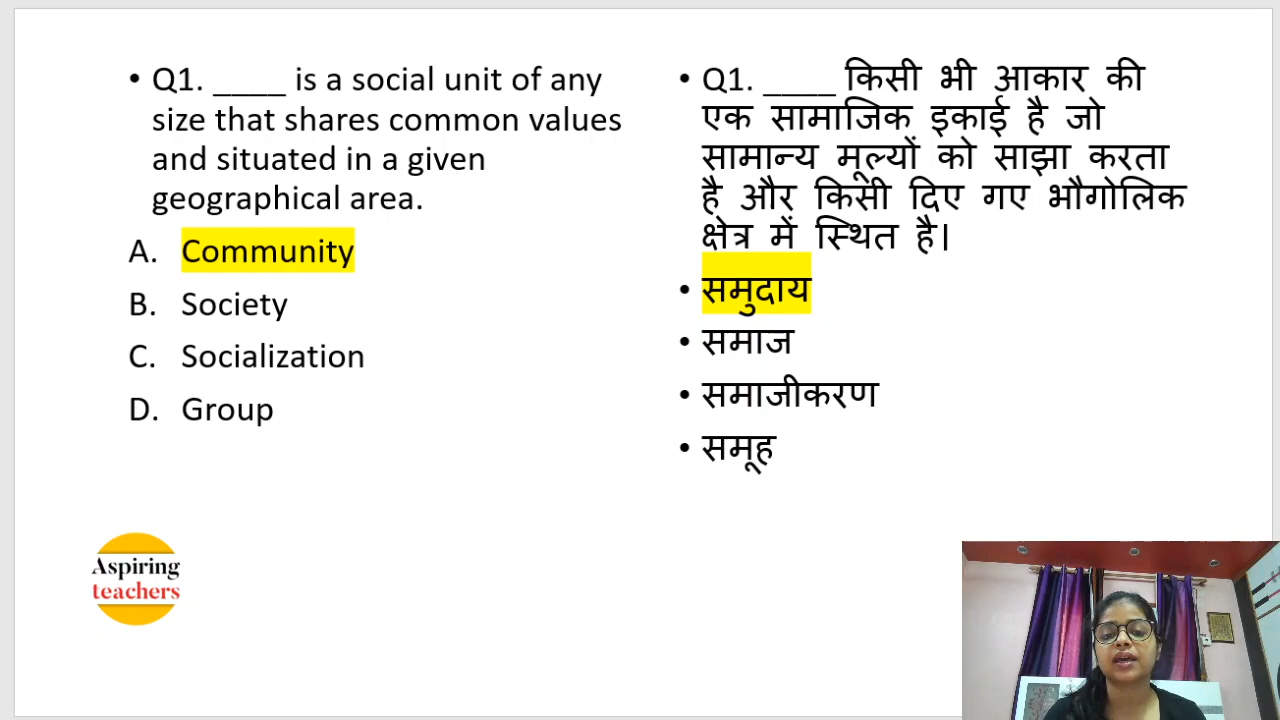 • Q1. ____ is a social unit of any
size that shares common values
and situated in a given
geographical area.
A. Community
B. Society
C. Socialization
D. Group
• Q1. ____ किसी भी आकार की
एक सामाजिक इकाई है जो
सामान्य मूल्यों को साझा करता
है और किसी दिए गए भौगोलिक
क्षेत्र में स्थित है।
• समुदाय
• समाज
• समाजीकरण
• समूह
Aspiring
teachers